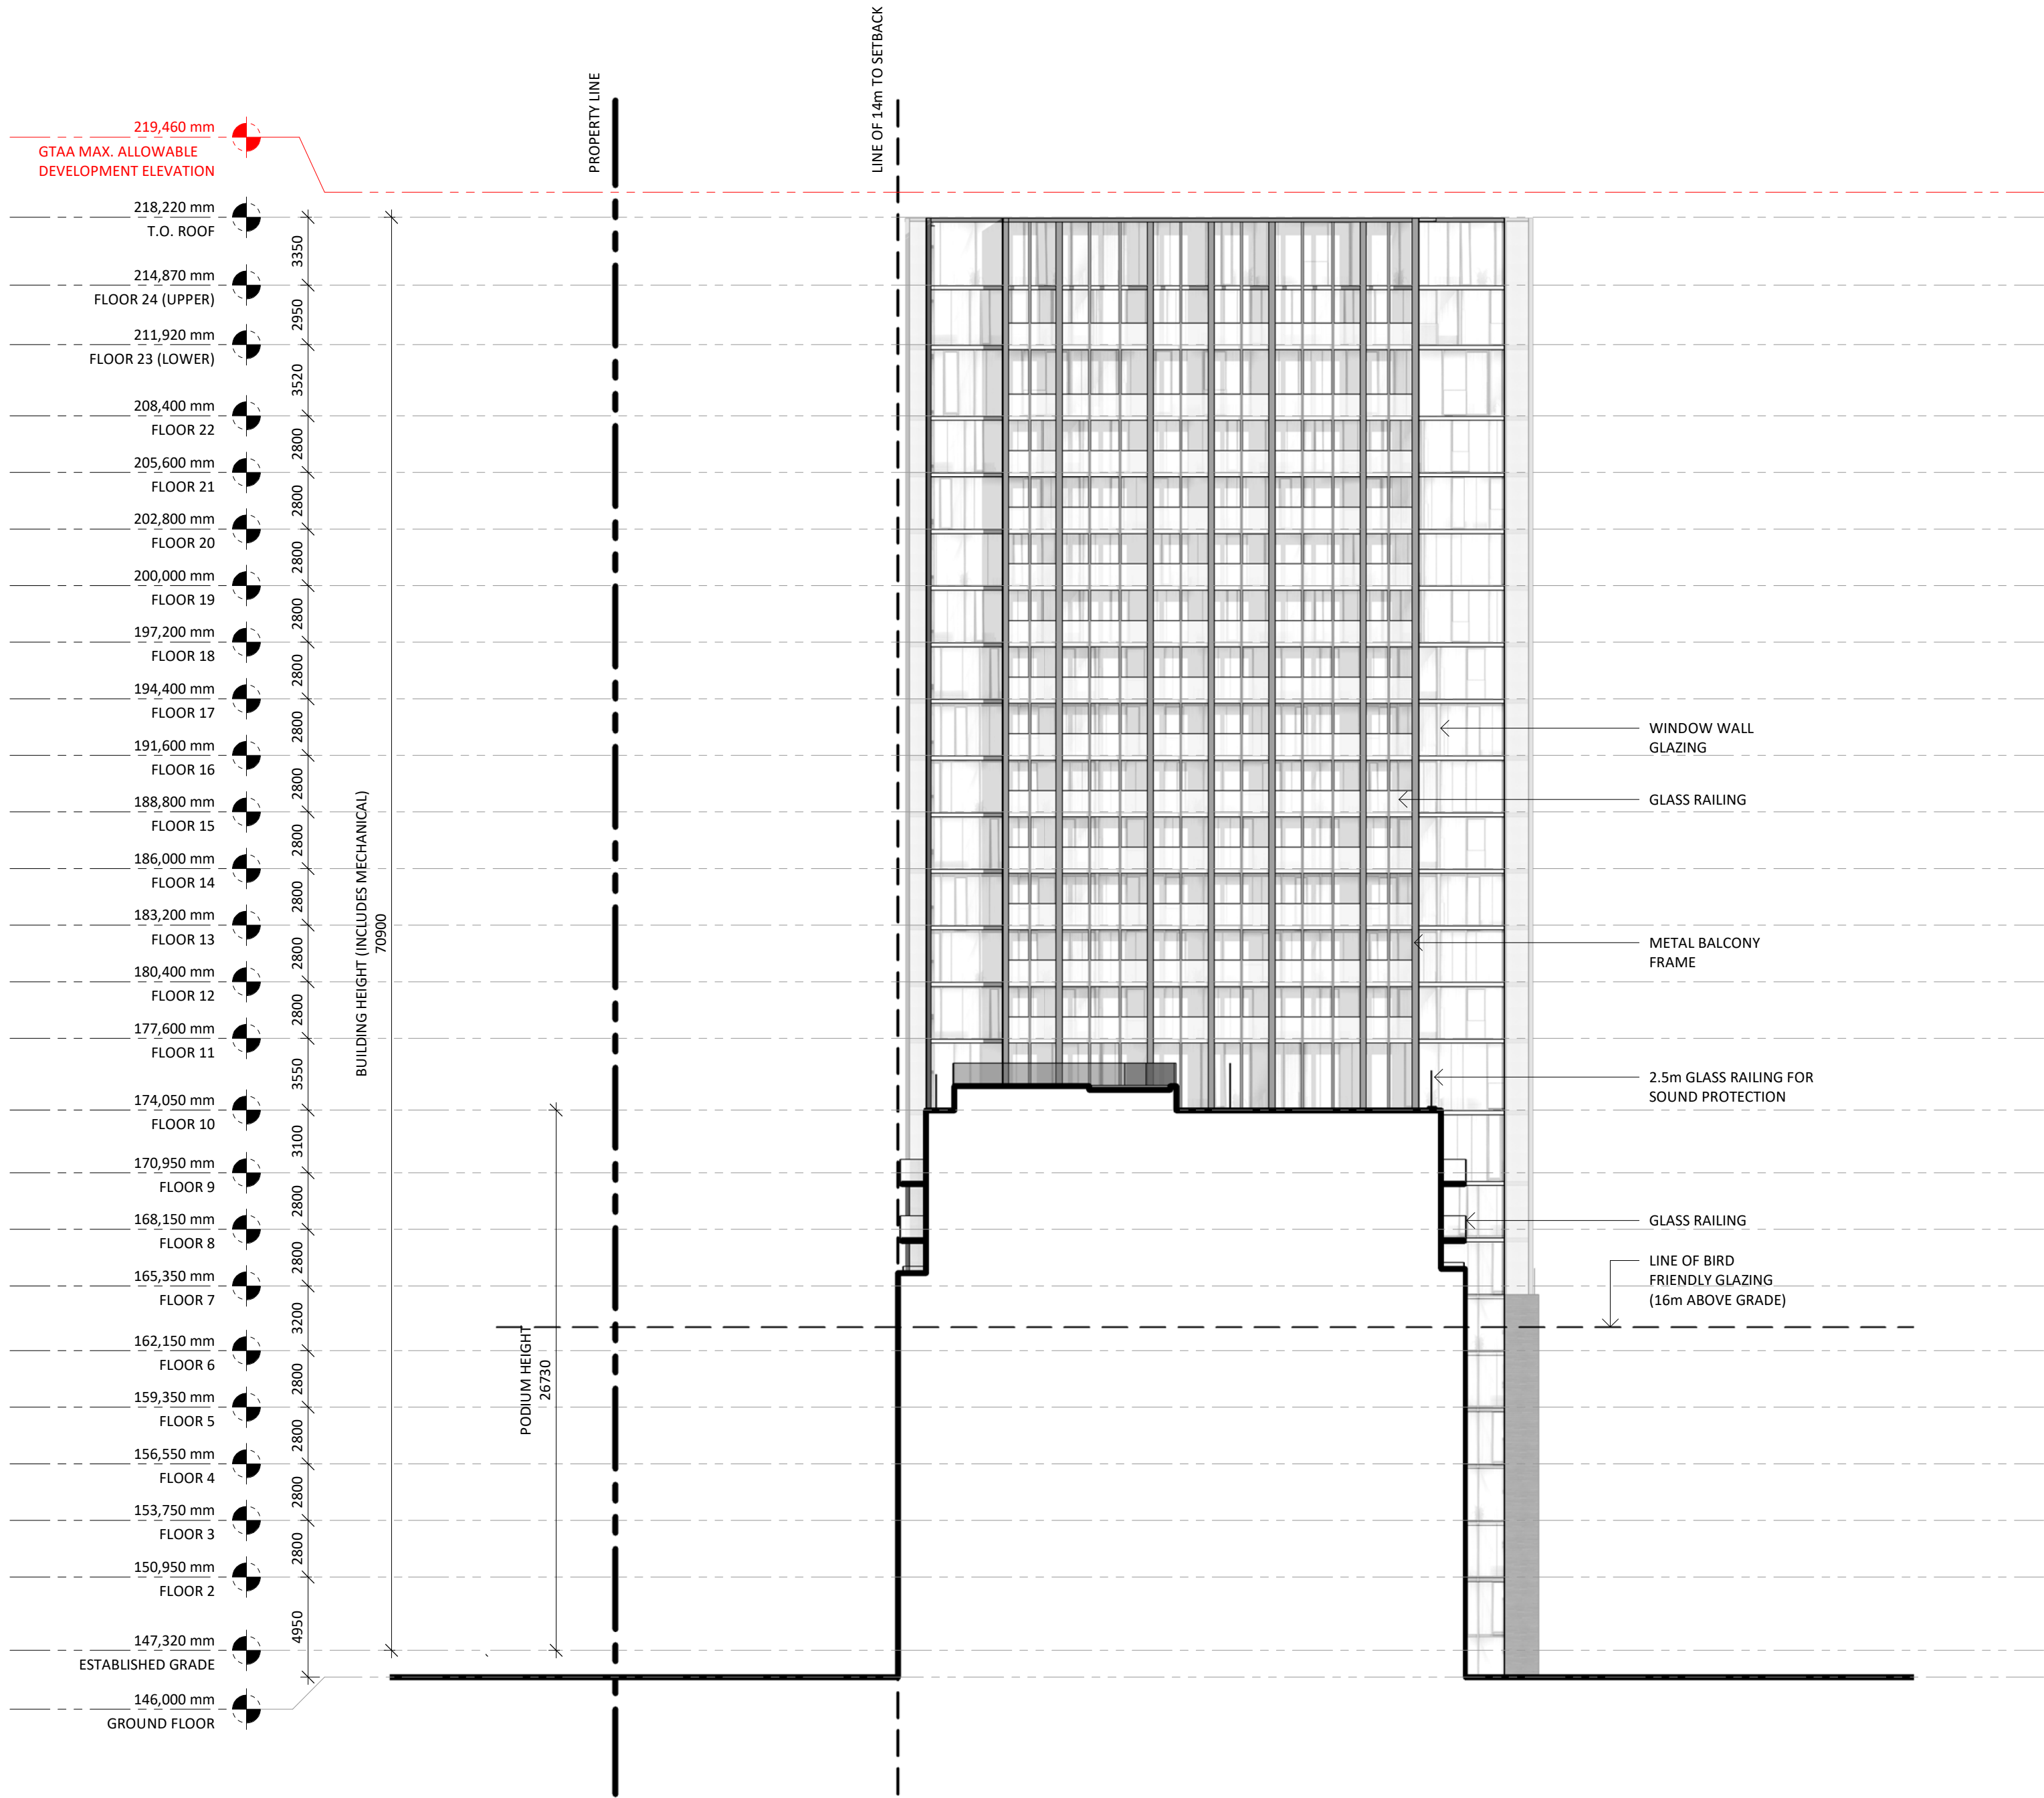 PROPERTY LINE
LINE OF 14m TO SETBACK
219,460 mm
GTAA MAX. ALLOWABLE
DEVELOPMENT ELEVATION
218,220 mm
T.O. ROOF
3350
214,870 mm
FLOOR 24 (UPPER)
2950
211,920 mm
FLOOR 23 (LOWER)
3520
208,400 mm
FLOOR 22
2800
205,600 mm
FLOOR 21
2800
202,800 mm
FLOOR 20
2800
200,000 mm
FLOOR 19
2800
197,200 mm
FLOOR 18
2800
194,400 mm
FLOOR 17
2800
191,600 mm
FLOOR 16
2800
188,800 mm
FLOOR 15
2800
186,000 mm
FLOOR 14
2800
183,200 mm
FLOOR 13
2800
180,400 mm
FLOOR 12
2800
177,600 mm
FLOOR 11
3550
174,050 mm
FLOOR 10
3100
170,950 mm
FLOOR 9
2800
168,150 mm
FLOOR 8
2800
165,350 mm
FLOOR 7
3200
162,150 mm
FLOOR 6
2800
159,350 mm
FLOOR 5
2800
156,550 mm
FLOOR 4
2800
153,750 mm
FLOOR 3
2800
150,950 mm
FLOOR 2
4950
147,320 mm
ESTABLISHED GRADE
146,000 mm
GROUND FLOOR
BUILDING HEIGHT (INCLUDES MECHANICAL)
70900
PODIUM HEIGHT
26730
WINDOW WALL
GLAZING
GLASS RAILING
METAL BALCONY
FRAME
2.5m GLASS RAILING FOR
SOUND PROTECTION
GLASS RAILING
LINE OF BIRD
FRIENDLY GLAZING
(16m ABOVE GRADE)